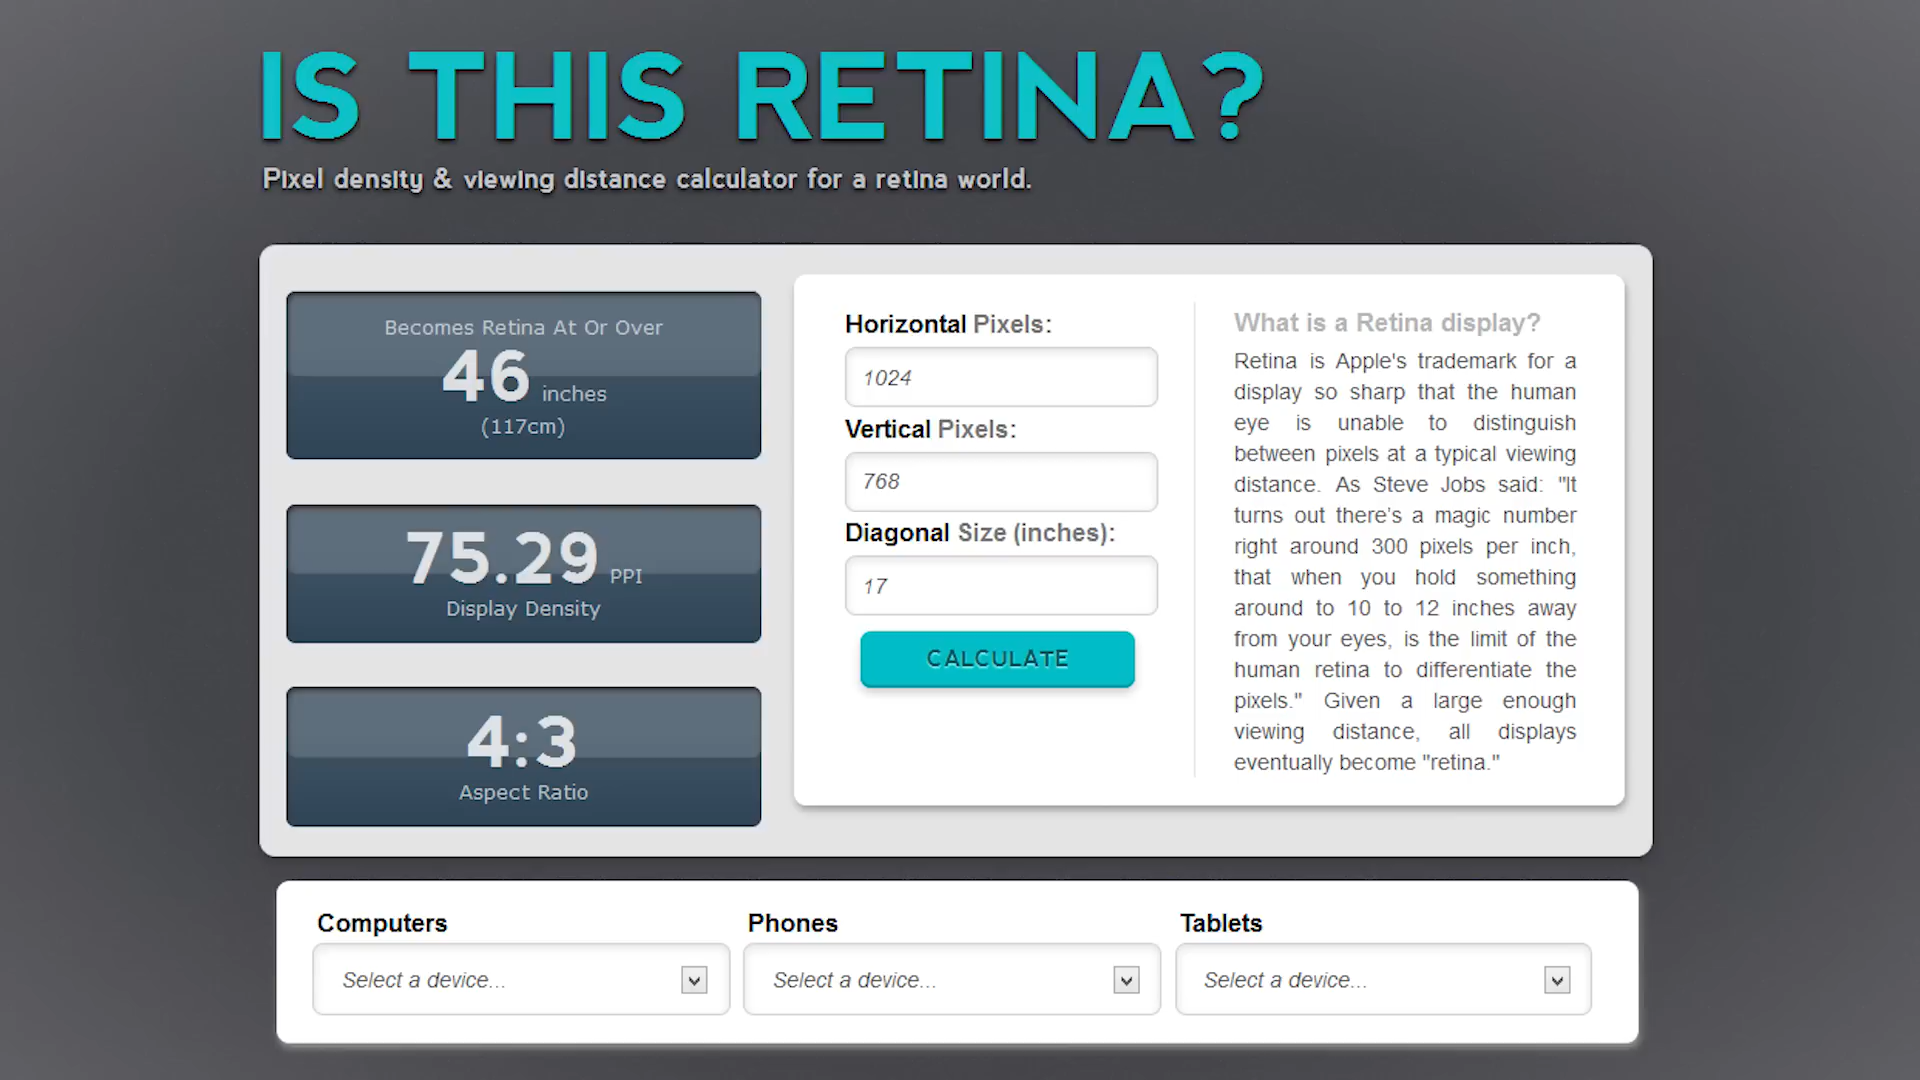 IS THIS RETINA?
Pixel density & viewing distance calculator for a retina world.
Becomes Retina At Or Over
46 inches
(117cm)
75.29 PPI
Display Density
4:3
Aspect Ratio
Horizontal Pixels:
1024
Vertical Pixels:
768
Diagonal Size (inches):
17
CALCULATE
What is a Retina display?
Retina is Apple's trademark for a
display so sharp that the human
eye is unable to distinguish
between pixels at a typical viewing
distance. As Steve Jobs said: "It
turns out there's a magic number
right around 300 pixels per inch,
that when you hold something
around to 10 to 12 inches away
from your eyes, is the limit of the
human retina to differentiate the
pixels." Given a large enough
viewing distance, all displays
eventually become "retina."
Computers
Select a device...
Phones
Select a device...
Tablets
Select a device...